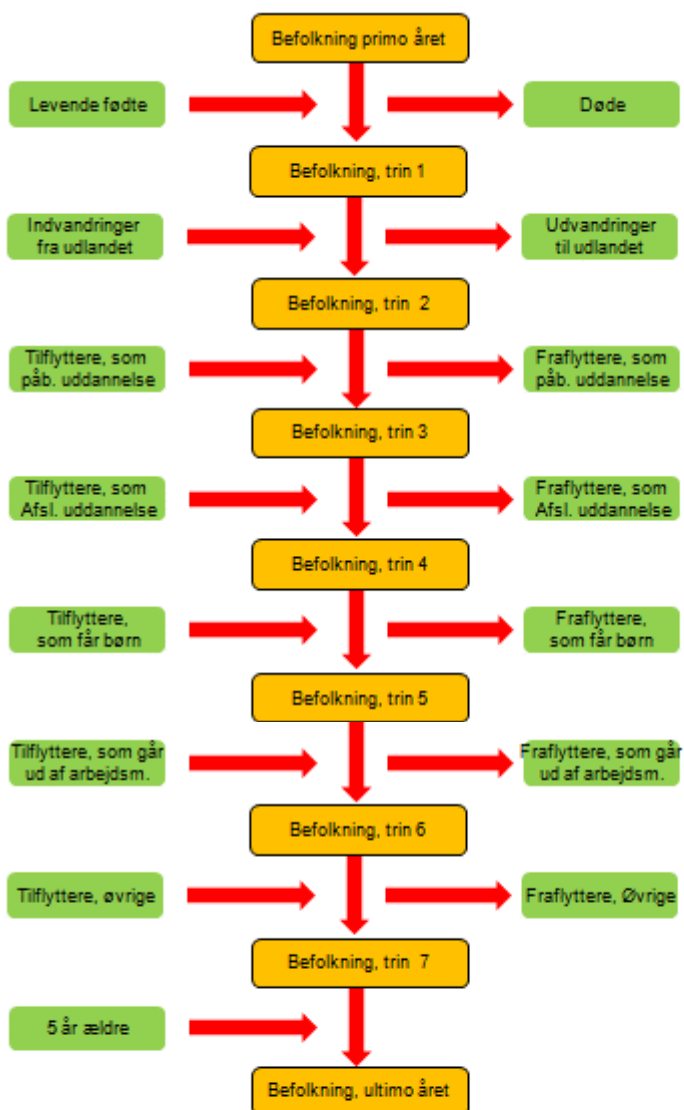 Befolkning primo året
Levende fødte
Døde
Befolkning, trin 1
Indvandringer
fra udlandet
Udvandringer
til udlandet
Befolkning, trin 2
Tilflyttere, som
påb. uddannelse
Fraflyttere, som
påb. uddannelse
Befolkning, trin 3
Tilflyttere, som
Afsl. uddannelse
Fraflyttere, som
Afsl. uddannelse
Befolkning, trin 4
Tilflyttere,
som får børn
Fraflyttere,
som får børn
Befolkning, trin 5
Tilflyttere, som går
ud af arbejdsm.
Fraflyttere, som går
ud af arbejdsm.
Befolkning, trin 6
Tilflyttere, øvrige
Fraflyttere, Øvrige
Befolkning, trin 7
5 år ældre
Befolkning, ultimo året